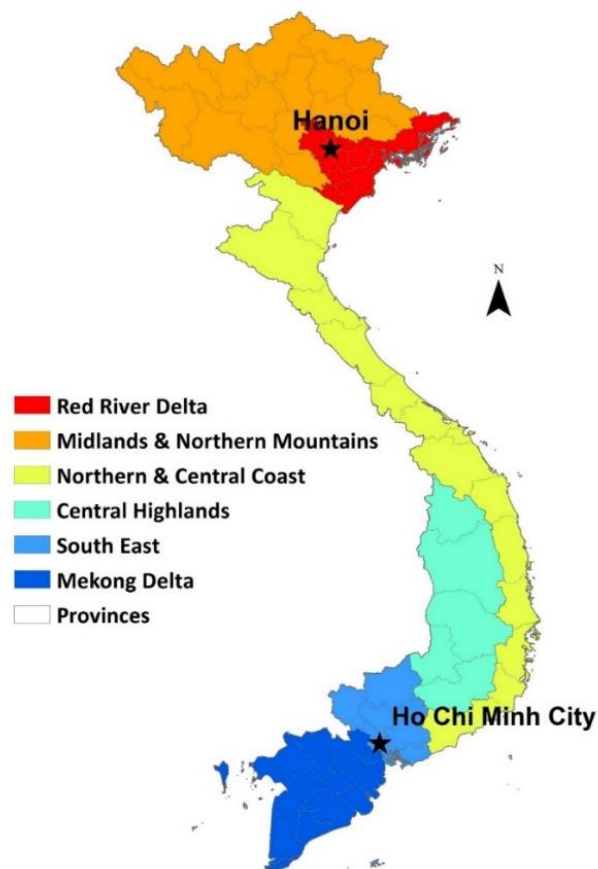 Hanoi
N
Red River Delta
Midlands & Northern Mountains
Northern & Central Coast
Central Highlands
South East
Mekong Delta
Provinces
Ho Chi Minh City